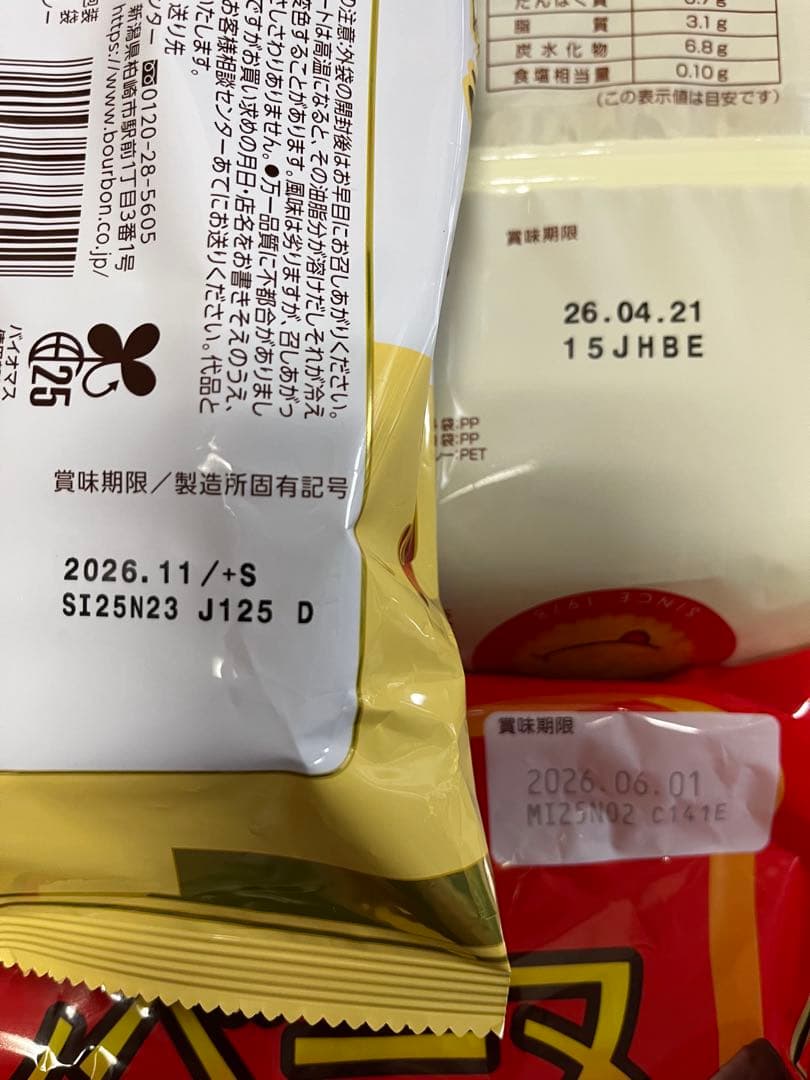 の注意:外袋の開封後はお早目にお召しあがりください。
ートは高温になると、その油脂分が溶けだしそれが冷え
変色することがあります。風味は劣りますが、召しあがっ
しさわりありません。●万一品質に不都合がありまし
ですがお買い求めの月日・店名をお書きそえのうえ、
お客様相談センターあてにお送りください。代品と
いたします。
送り先
ンター 0120-28-5605
新潟県柏崎市駅前1丁目3番1号
https://www.bourbon.co.jp/
バイオマス
25
賞味期限/製造所固有記号
2026.11/+S
SI25N23 J125 D
たんぱく質
脂質 3.1g
炭水化物 6.8g
食塩相当量 0.10g
(この表示値は目安です)
賞味期限
26.04.21
15JHBE
袋:PP
袋:PP
ー:PET
SINCE 1975
賞味期限
2026.06.01
MI25N02 C141E